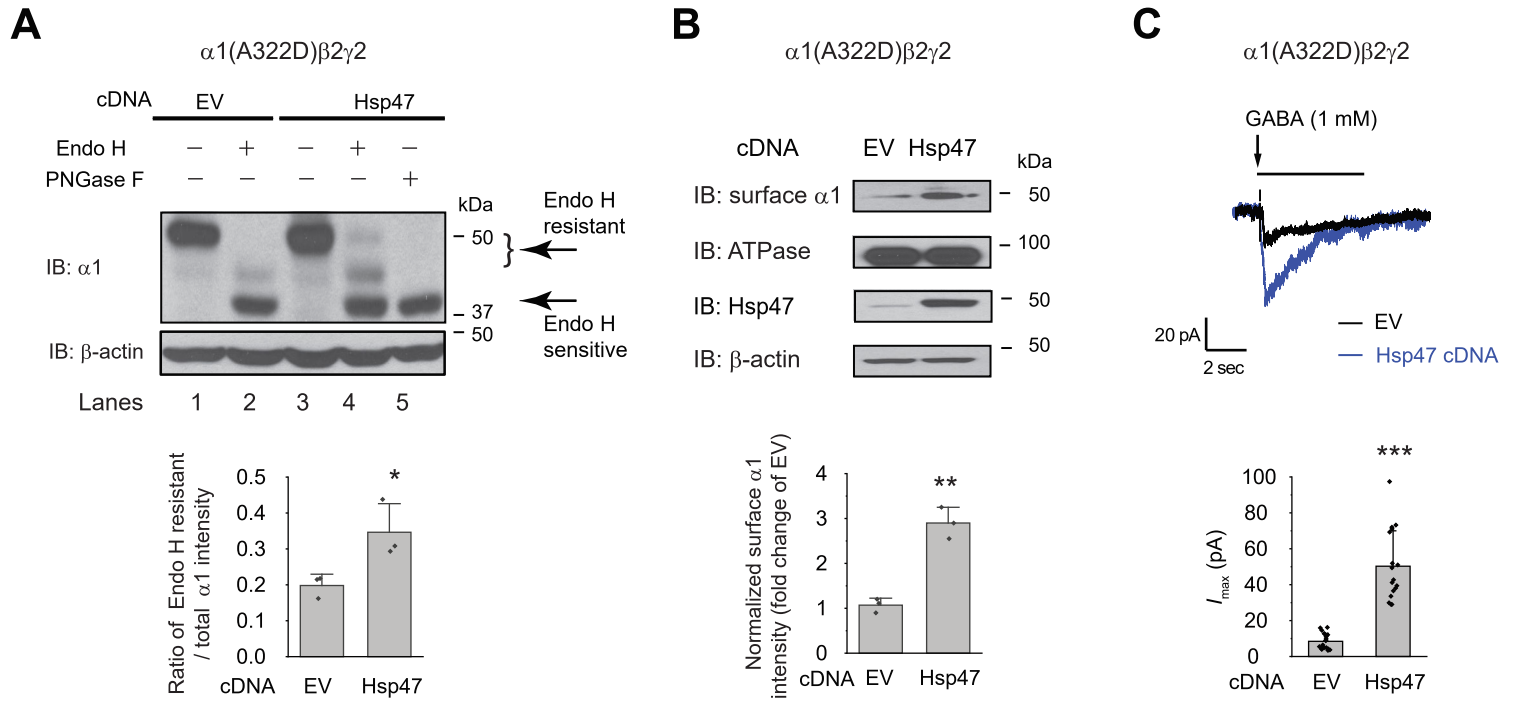 A
α1(A322D)β2γ2
cDNA EV Hsp47
Endo H − + − + −
PNGase F − − − − +
kDa
IB: α1
50
37
Endo H
resistant
}
Endo H
sensitive
50
IB: β-actin
Lanes 1 2 3 4 5
Ratio of Endo H resistant
/ total α1 intensity
0.5
0.4
0.3
0.2
0.1
0.0
*
cDNA EV Hsp47
B
α1(A322D)β2γ2
cDNA EV Hsp47
kDa
IB: surface α1 − 50
IB: ATPase − 100
IB: Hsp47 − 50
IB: β-actin − 50
Normalized surface α1
intensity (fold change of EV)
4
3
2
1
0
**
cDNA EV Hsp47
C
α1(A322D)β2γ2
GABA (1 mM)
20 pA
2 sec
EV
Hsp47 cDNA
Imax (pA)
100
80
60
40
20
0
***
cDNA EV Hsp47